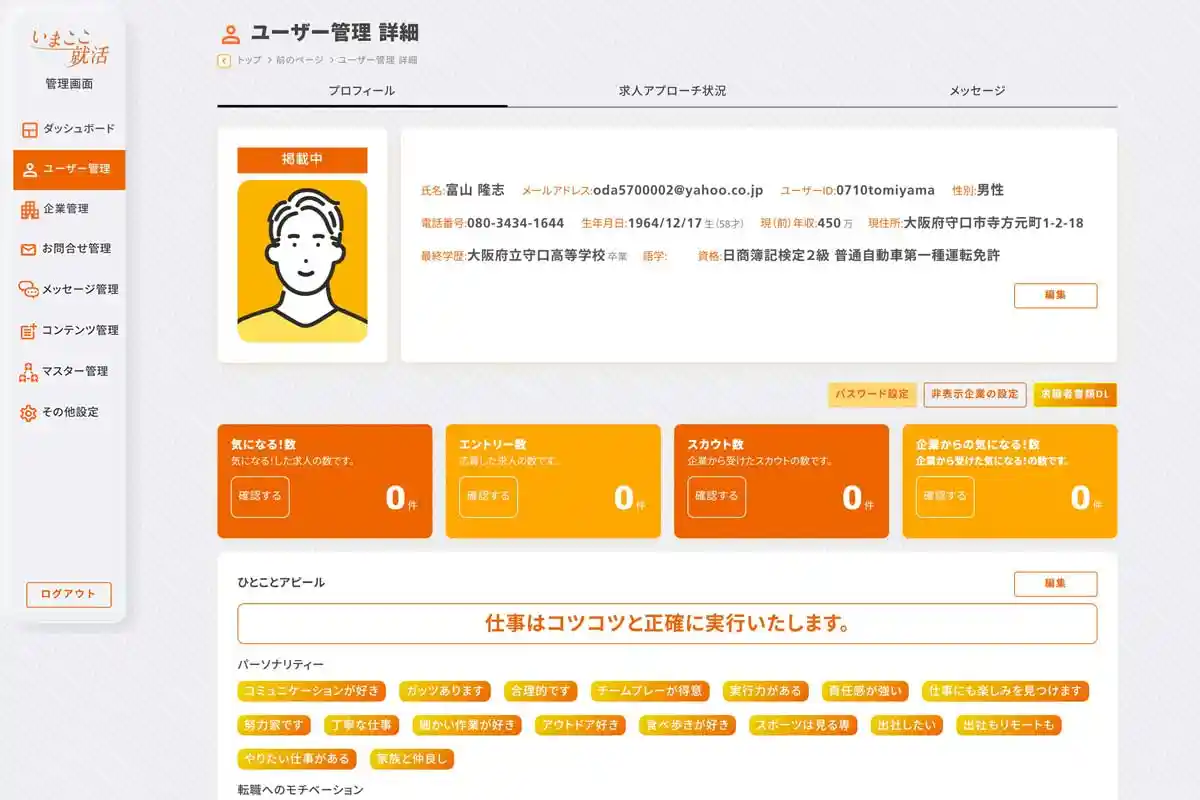 いまここ
就活
管理画面
ダッシュボード
ユーザー管理
企業管理
お問合せ管理
メッセージ管理
コンテンツ管理
マスター管理
その他設定
ログアウト
ユーザー管理 詳細
トップ > 前のページ > ユーザー管理 詳細
プロフィール 求人アプローチ状況 メッセージ
掲載中
氏名:富山 隆志 メールアドレス:oda5700002@yahoo.co.jp ユーザーID:0710tomiyama 性別:男性
電話番号:080-3434-1644 生年月日:1964/12/17生(58才) 現(前)年収:450万 現住所:大阪府守口市寺方元町1-2-18
最終学歴:大阪府立守口高等学校卒業 語学: 資格:日商簿記検定2級 普通自動車第一種運転免許
編集
パスワード設定 非表示企業の設定 求職者書類DL
気になる!数
気になる!した求人の数です。
確認する 0件
エントリー数
応募した求人の数です。
確認する 0件
スカウト数
企業から受けたスカウトの数です。
確認する 0件
企業からの気になる!数
企業から受けた気になる!の数です。
確認する 0件
ひとことアピール 編集
仕事はコツコツと正確に実行いたします。
パーソナリティー
コミュニケーションが好き ガッツあります 合理的です チームプレーが得意 実行力がある 責任感が強い 仕事にも楽しみを見つけます
努力家です 丁寧な仕事 細かい作業が好き アウトドア好き 食べ歩きが好き スポーツは見る専 出社したい 出社もリモートも
やりたい仕事がある 家族と仲良し
転職へのモチベーション